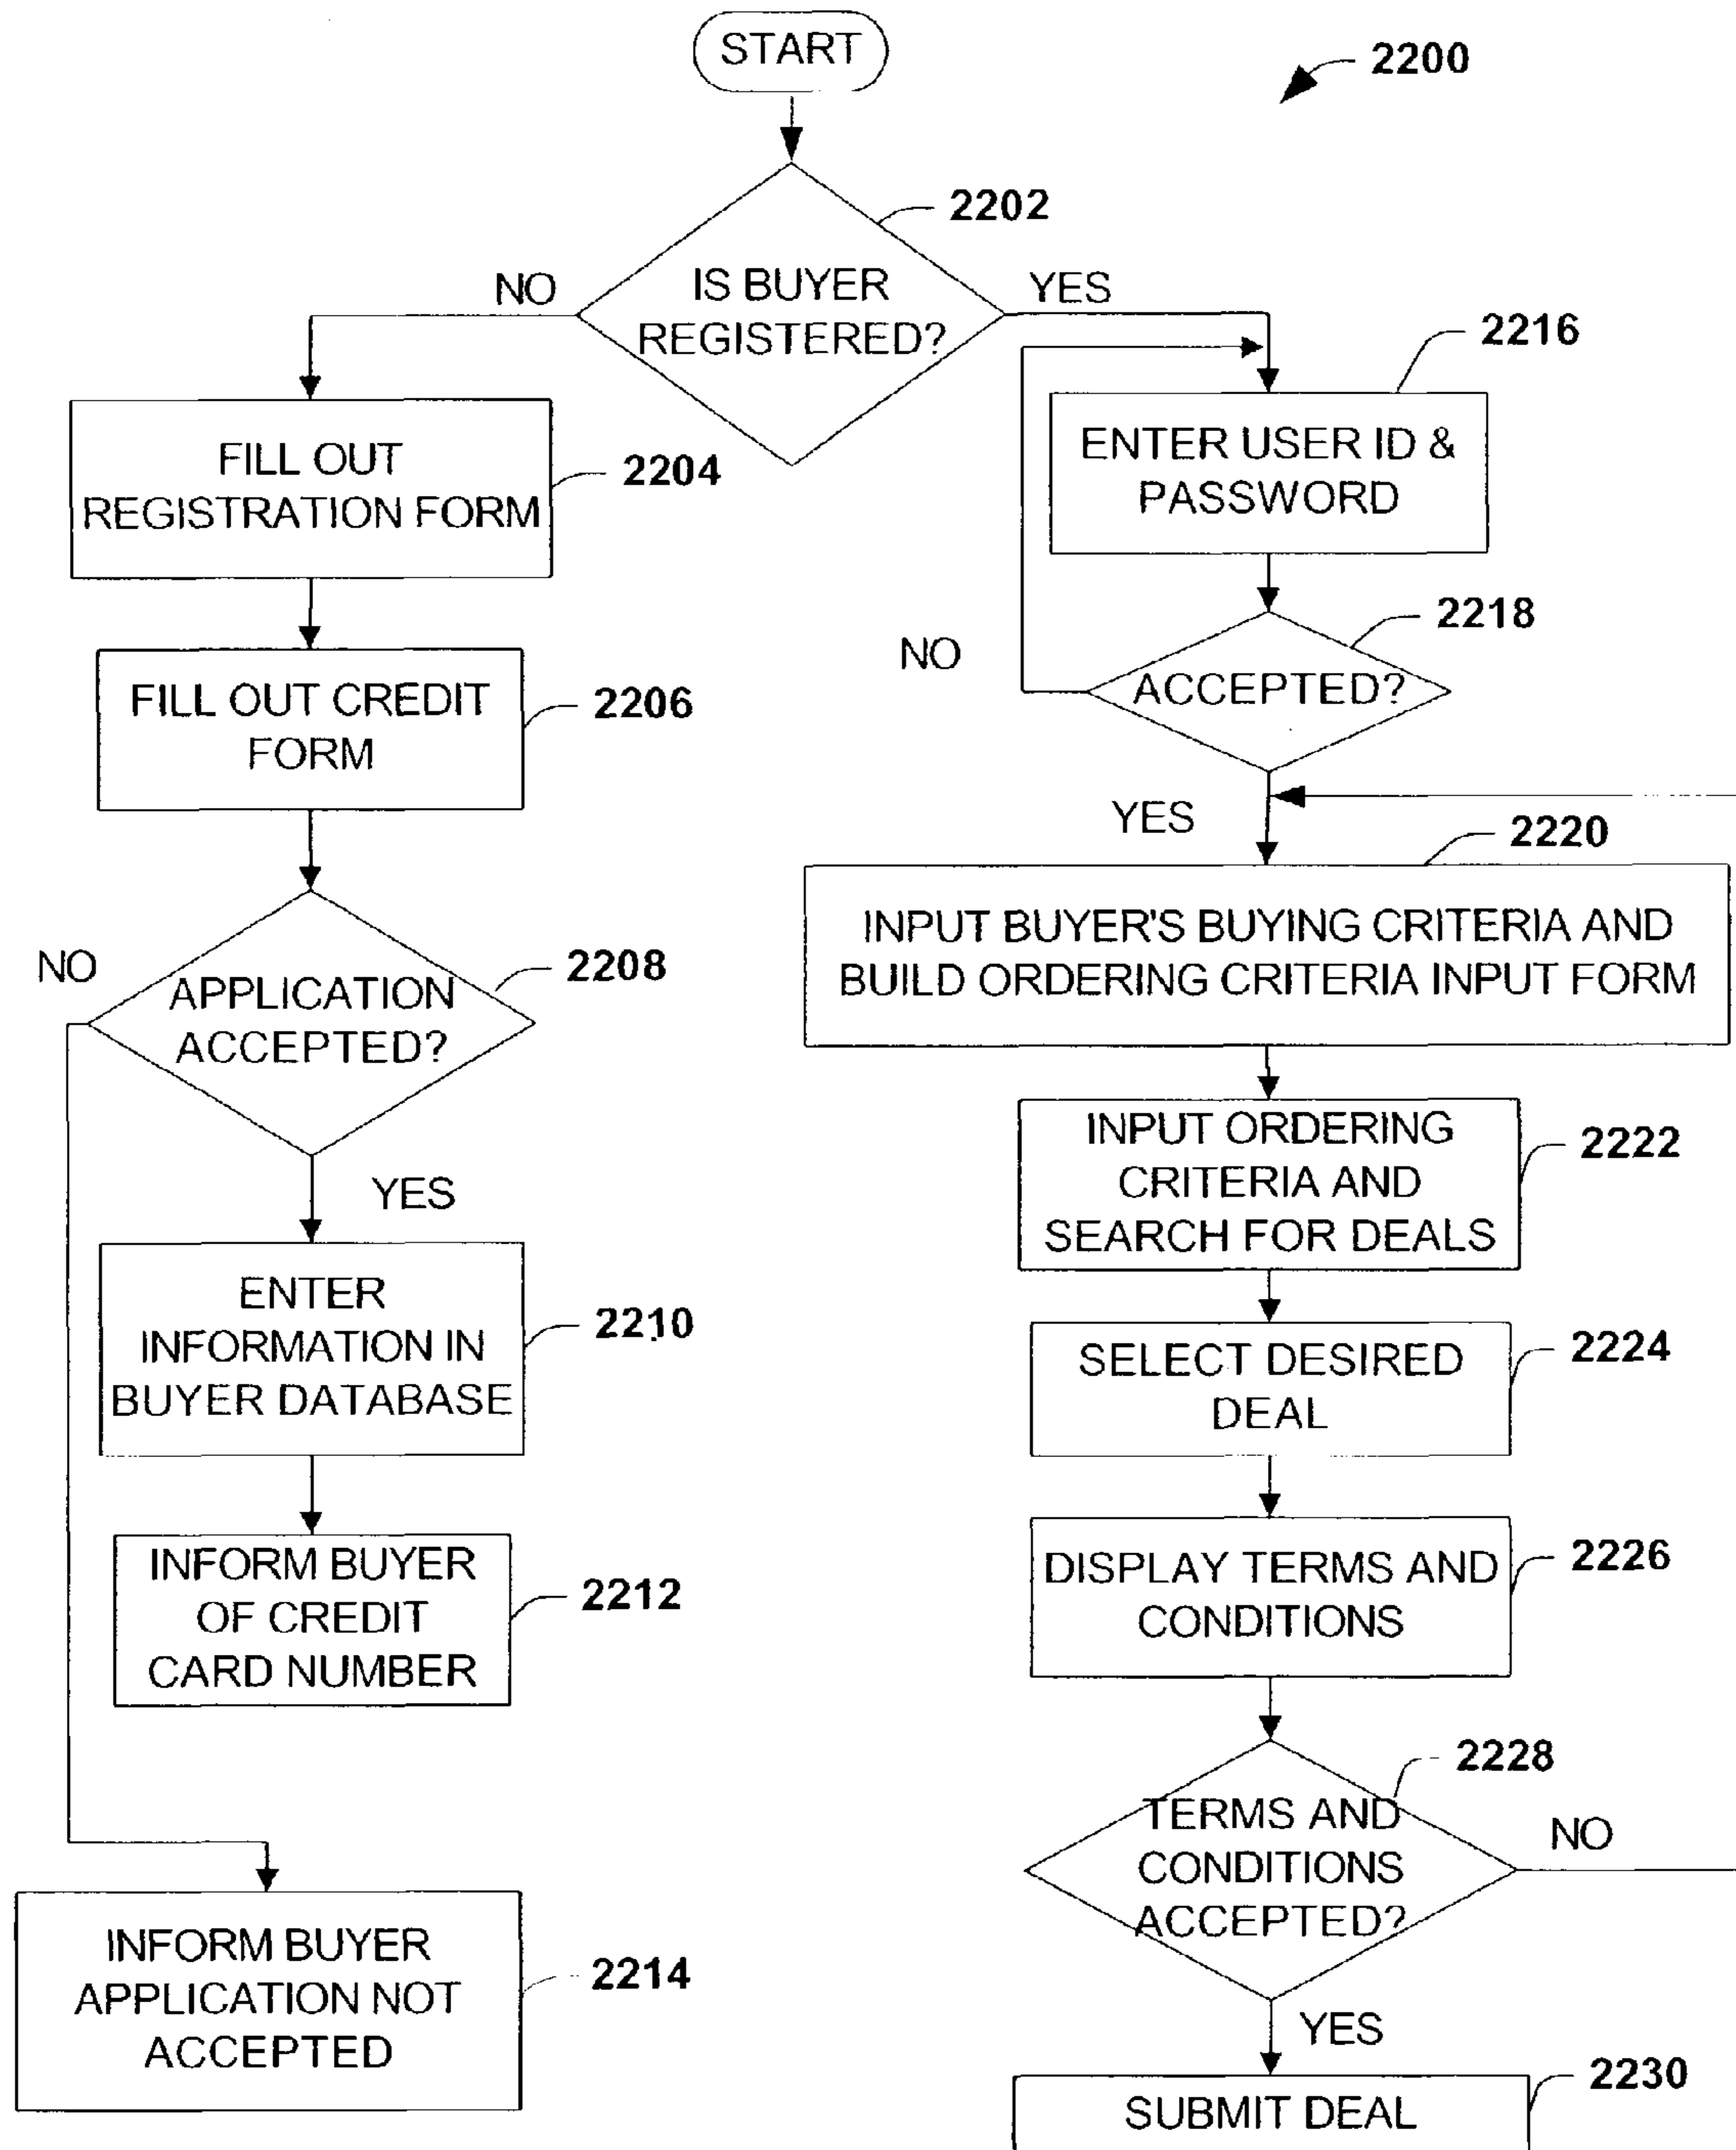 START
2200
2202
IS BUYER
REGISTERED?
NO
YES
FILL OUT
REGISTRATION FORM
2204
FILL OUT CREDIT
FORM
2206
APPLICATION
ACCEPTED?
2208
NO
YES
ENTER
INFORMATION IN
BUYER DATABASE
2210
INFORM BUYER
OF CREDIT
CARD NUMBER
2212
INFORM BUYER
APPLICATION NOT
ACCEPTED
2214
2216
ENTER USER ID &
PASSWORD
2218
NO
ACCEPTED?
YES
2220
INPUT BUYER'S BUYING CRITERIA AND
BUILD ORDERING CRITERIA INPUT FORM
INPUT ORDERING
CRITERIA AND
SEARCH FOR DEALS
2222
SELECT DESIRED
DEAL
2224
DISPLAY TERMS AND
CONDITIONS
2226
2228
TERMS AND
CONDITIONS
ACCEPTED?
NO
YES
2230
SUBMIT DEAL